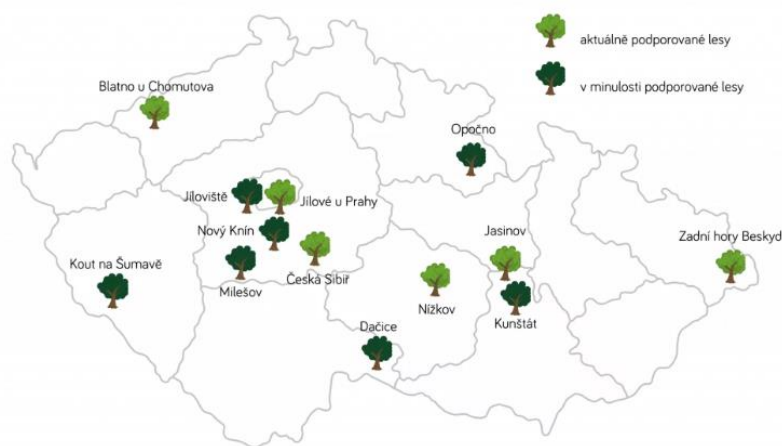 aktuálně podporované lesy
v minulosti podporované lesy
Blatno u Chomutova
Opočno
Jíloviště
Jílové u Prahy
Nový Knín
Jasinov
Zadní hory Beskyd
Kout na Šumavě
Česká Sibiř
Milešov
Nížkov
Kunštát
Dačice